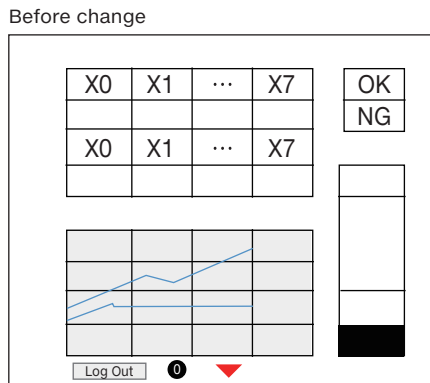 Before change
X0 X1 ... X7 OK
NG
X0 X1 ... X7
Log Out 0